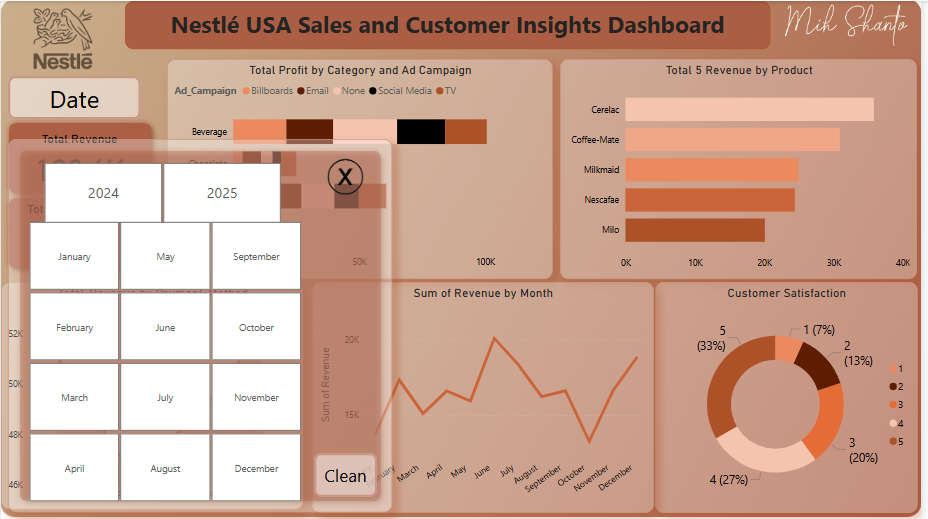 Nestlé
Nestlé USA Sales and Customer Insights Dashboard
Mih Shanto
Date
Total Revenue
Total Profit by Category and Ad Campaign
Ad_Campaign Billboards Email None Social Media TV
Beverage
Chocolate
50K 100K
Total 5 Revenue by Product
Cerelac
Coffee-Mate
Milkmaid
Nescafae
Milo
0K 10K 20K 30K 40K
X
2024 2025
January May September
February June October
March July November
April August December
Clean
52K
50K
48K
46K
Sum of Revenue by Month
Sum of Revenue
20K
15K
March April May June July August September October November December
Customer Satisfaction
5
(33%)
1 (7%)
2
(13%)
3
(20%)
4 (27%)
1
2
3
4
5